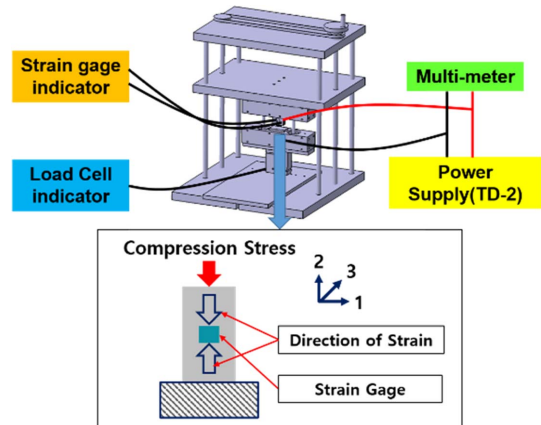 Strain gage
indicator
Multi-meter
Load Cell
indicator
Power
Supply(TD-2)
Compression Stress
2
3
1
Direction of Strain
Strain Gage